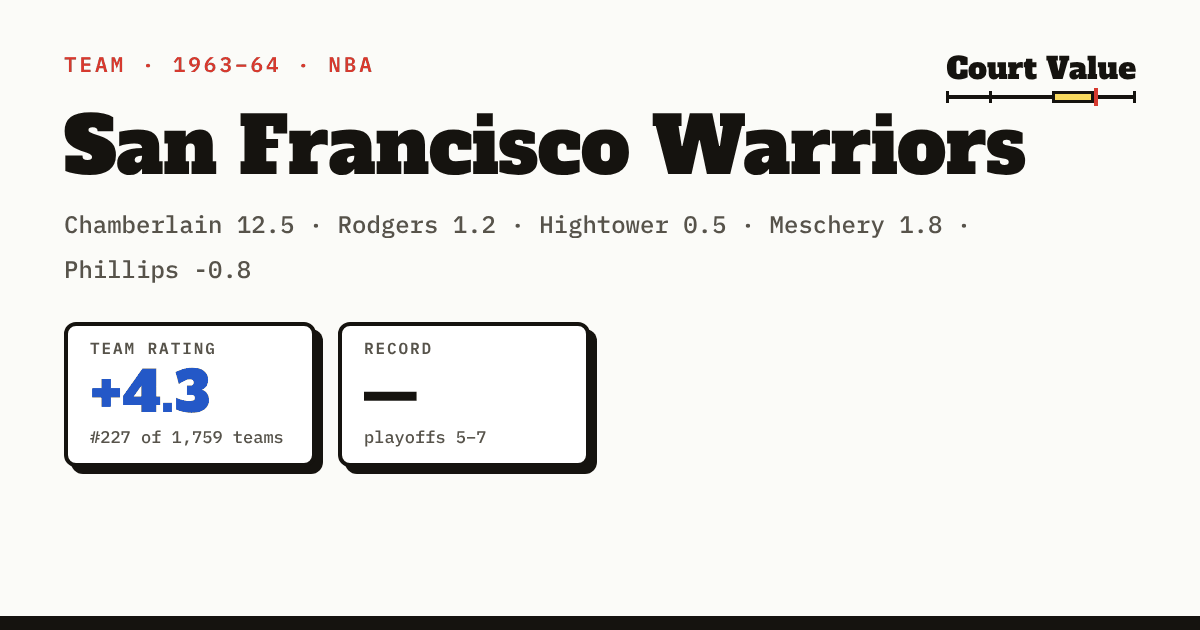 TEAM · 1963–64 · NBA
Court Value
San Francisco Warriors
Chamberlain 12.5 · Rodgers 1.2 · Hightower 0.5 · Meschery 1.8 ·
Phillips -0.8
TEAM RATING
+4.3
#227 of 1,759 teams
RECORD
—
playoffs 5–7